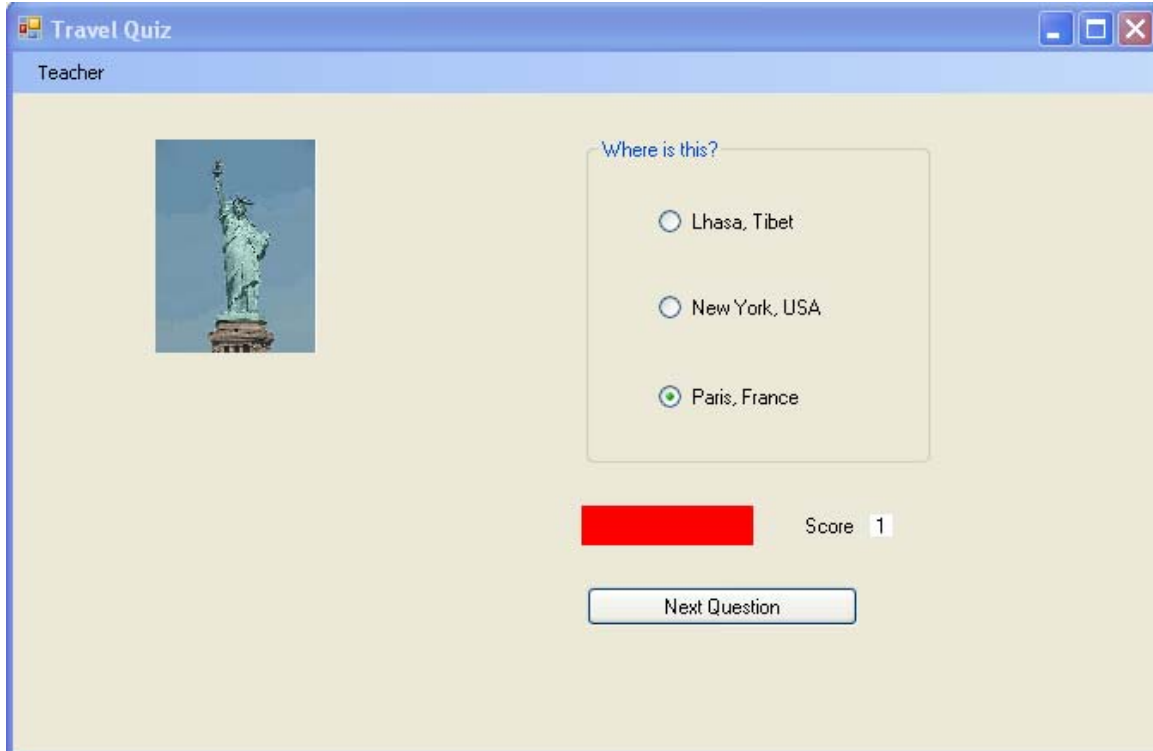 Travel Quiz
Teacher
Where is this?
Lhasa, Tibet
New York, USA
Paris, France
Score 1
Next Question